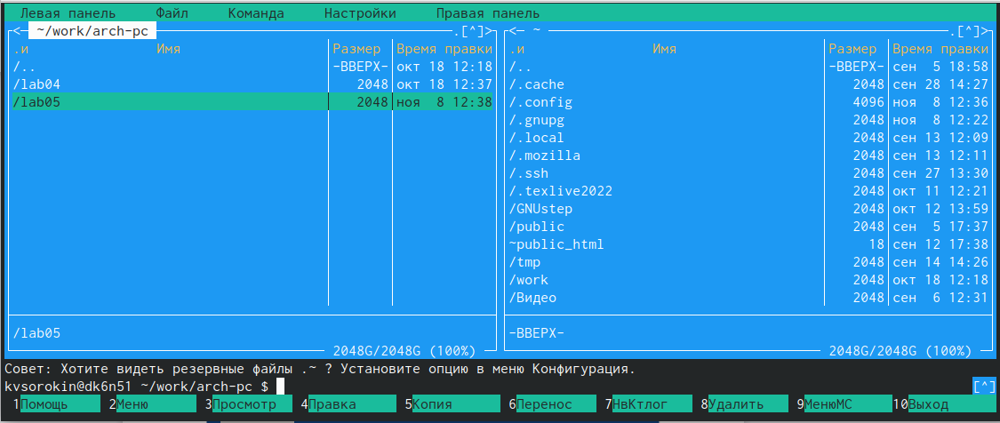 Левая панель Файл Команда Настройки Правая панель
<─ ~/work/arch-pc .[^]> <─ ~ .[^]>
.и Имя Размер Время правки .и Имя Размер Время правки
/.. -ВВЕРХ- окт 18 12:18 /.. -ВВЕРХ- сен 5 18:58
/lab04 2048 окт 18 12:37 /.cache 2048 сен 28 14:27
/lab05 2048 ноя 8 12:38 /.config 4096 ноя 8 12:36
/.gnupg 2048 ноя 8 12:22
/.local 2048 сен 13 12:09
/.mozilla 2048 сен 13 12:11
/.ssh 2048 сен 27 13:30
/.texlive2022 2048 окт 11 12:21
/GNUstep 2048 окт 12 13:59
/public 2048 сен 5 17:37
~public_html 18 сен 12 17:38
/tmp 2048 сен 14 14:26
/work 2048 окт 18 12:18
/Видео 2048 сен 6 12:31
/lab05 -ВВЕРХ-
2048G/2048G (100%) 2048G/2048G (100%)
Совет: Хотите видеть резервные файлы .~ ? Установите опцию в меню Конфигурация.
kvsorokin@dk6n51 ~/work/arch-pc $ [^]
1Помощь 2Меню 3Просмотр 4Правка 5Копия 6Перенос 7НвКтлог 8Удалить 9МенюMC 10Выход